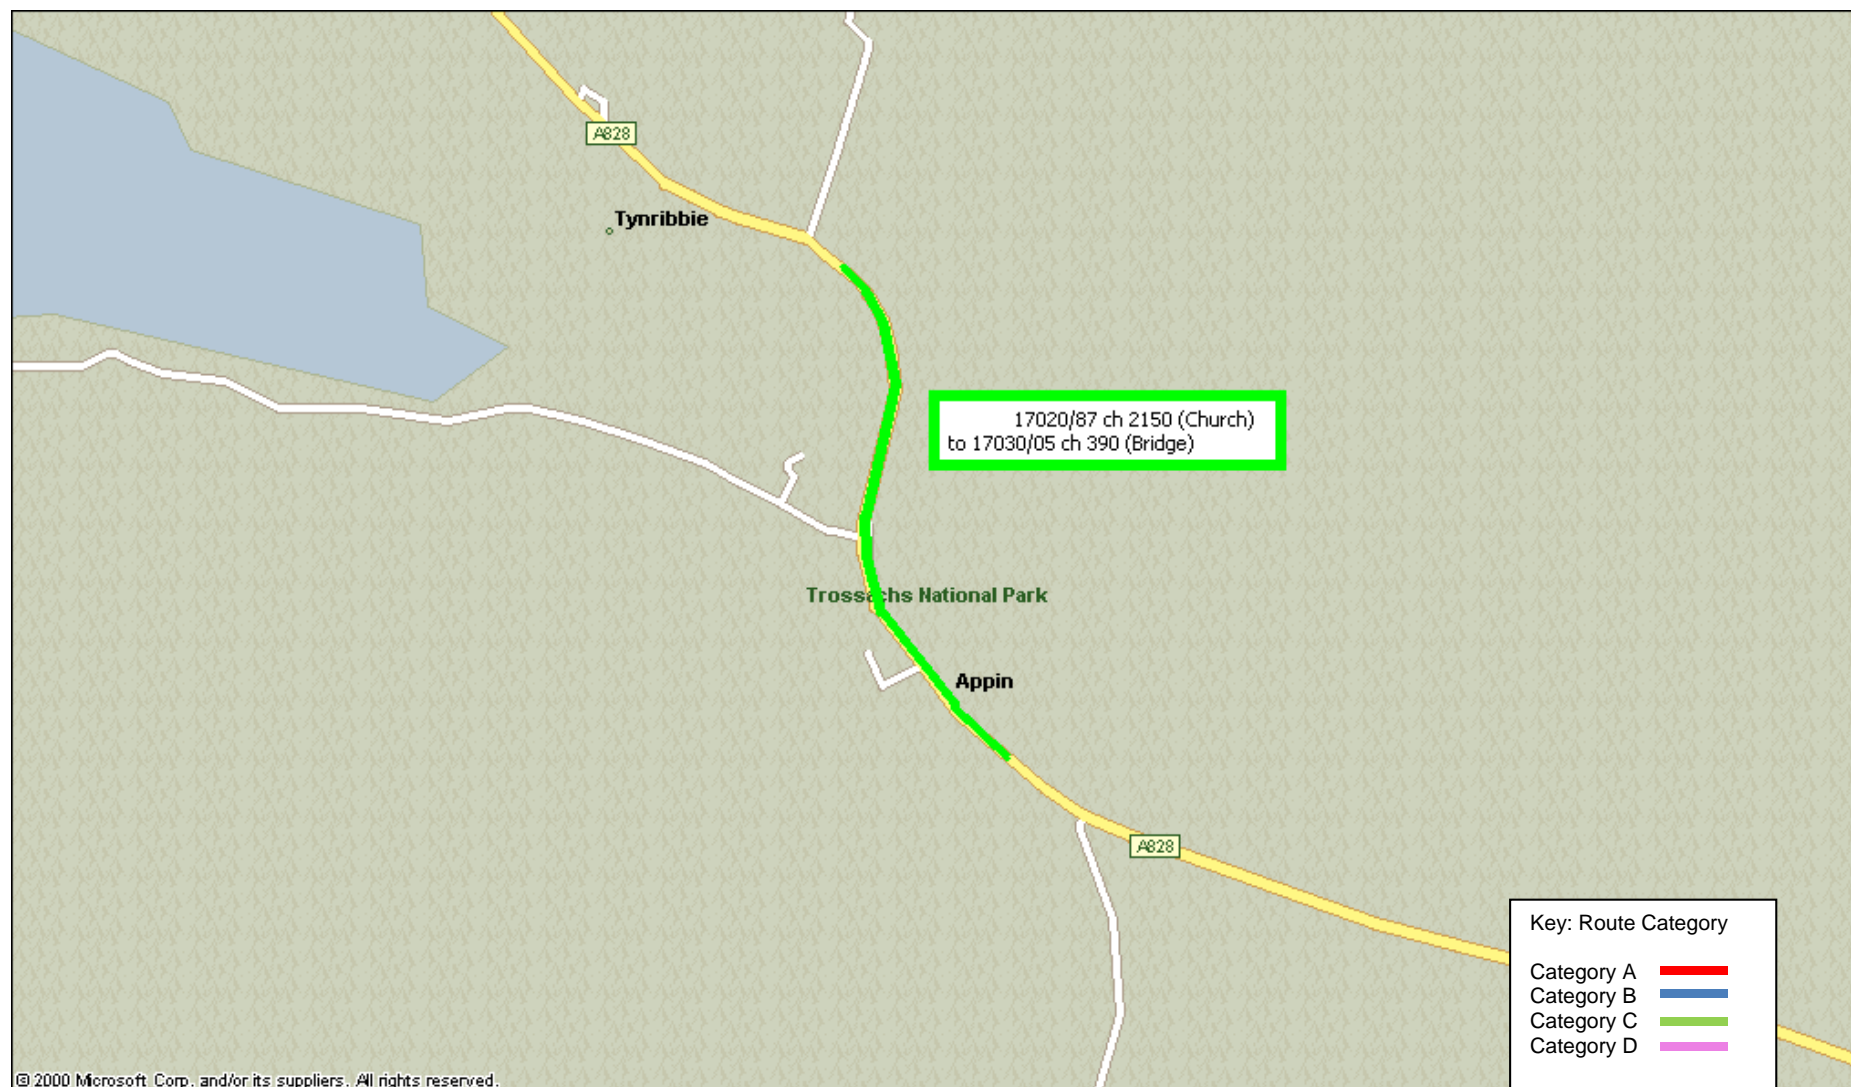 A828
Tynribbie
17020/87 ch 2150 (Church)
to 17030/05 ch 390 (Bridge)
Trossachs National Park
Appin
A828
Key: Route Category
Category A
Category B
Category C
Category D
© 2000 Microsoft Corp. and/or its suppliers. All rights reserved.